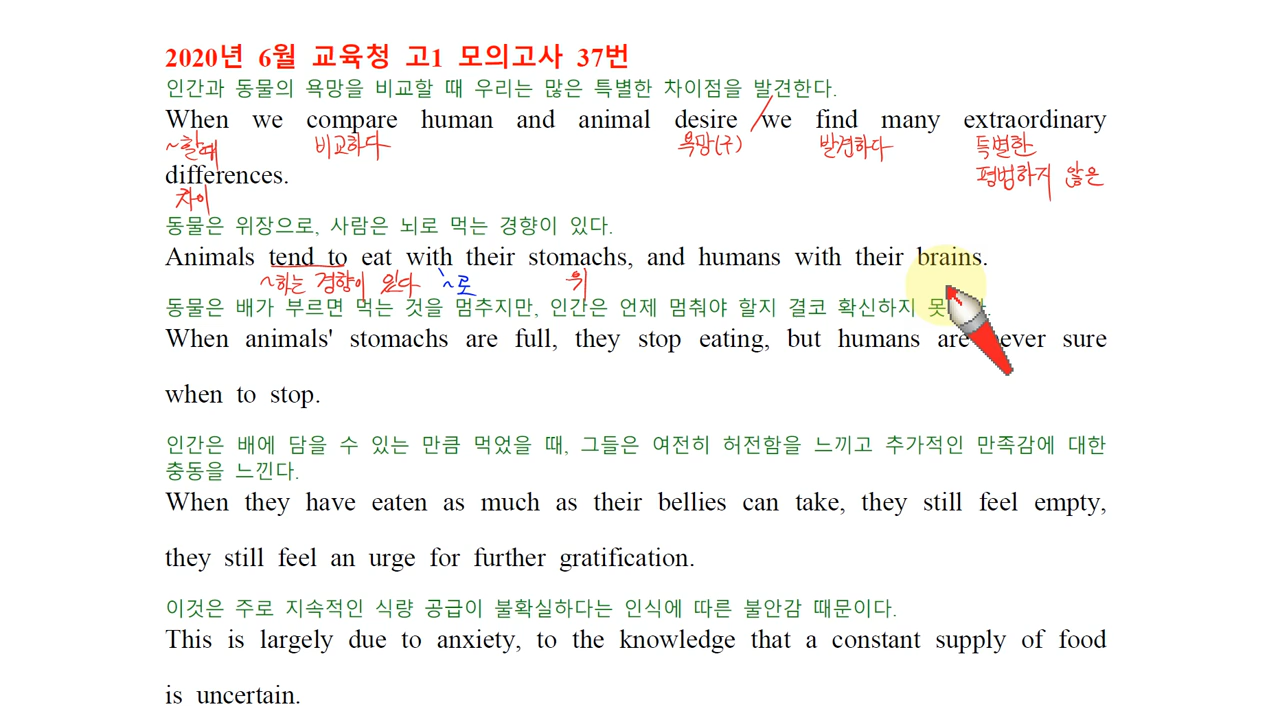 2020년 6월 교육청 고1 모의고사 37번
인간과 동물의 욕망을 비교할 때 우리는 많은 특별한 차이점을 발견한다.
When we compare human and animal desire we find many extraordinary
~할때 비교하다 욕망(구) 발견하다 특별한
평범하지 않은
differences.
차이
동물은 위장으로, 사람은 뇌로 먹는 경향이 있다.
Animals tend to eat with their stomachs, and humans with their brains.
~하는 경향이 있다 ~로 위
동물은 배가 부르면 먹는 것을 멈추지만, 인간은 언제 멈춰야 할지 결코 확신하지
When animals' stomachs are full, they stop eating, but humans are never sure
when to stop.
인간은 배에 담을 수 있는 만큼 먹었을 때, 그들은 여전히 허전함을 느끼고 추가적인 만족감에 대한
충동을 느낀다.
When they have eaten as much as their bellies can take, they still feel empty,
they still feel an urge for further gratification.
이것은 주로 지속적인 식량 공급이 불확실하다는 인식에 따른 불안감 때문이다.
This is largely due to anxiety, to the knowledge that a constant supply of food
is uncertain.